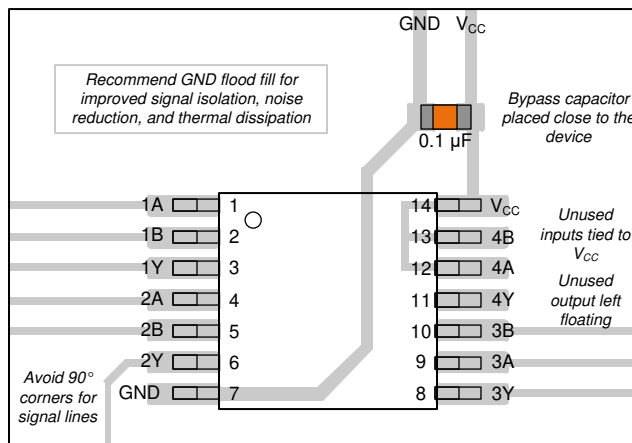 GND VCC
Recommend GND flood fill for
improved signal isolation, noise
reduction, and thermal dissipation
Bypass capacitor
placed close to the
device
0.1 µF
1A 1 14 VCC
1B 2 13 4B
1Y 3 12 4A
2A 4 11 4Y
2B 5 10 3B
2Y 6 9 3A
GND 7 8 3Y
Unused
inputs tied to
VCC
Unused
output left
floating
Avoid 90°
corners for
signal lines